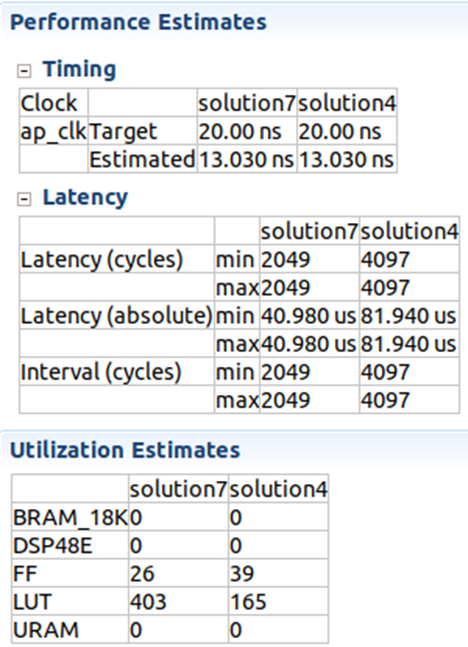 Performance Estimates
Timing
Clock solution7 solution4
ap_clk Target 20.00 ns 20.00 ns
Estimated 13.030 ns 13.030 ns
Latency
solution7 solution4
Latency (cycles) min 2049 4097
max 2049 4097
Latency (absolute) min 40.980 us 81.940 us
max 40.980 us 81.940 us
Interval (cycles) min 2049 4097
max 2049 4097
Utilization Estimates
solution7 solution4
BRAM_18K 0 0
DSP48E 0 0
FF 26 39
LUT 403 165
URAM 0 0